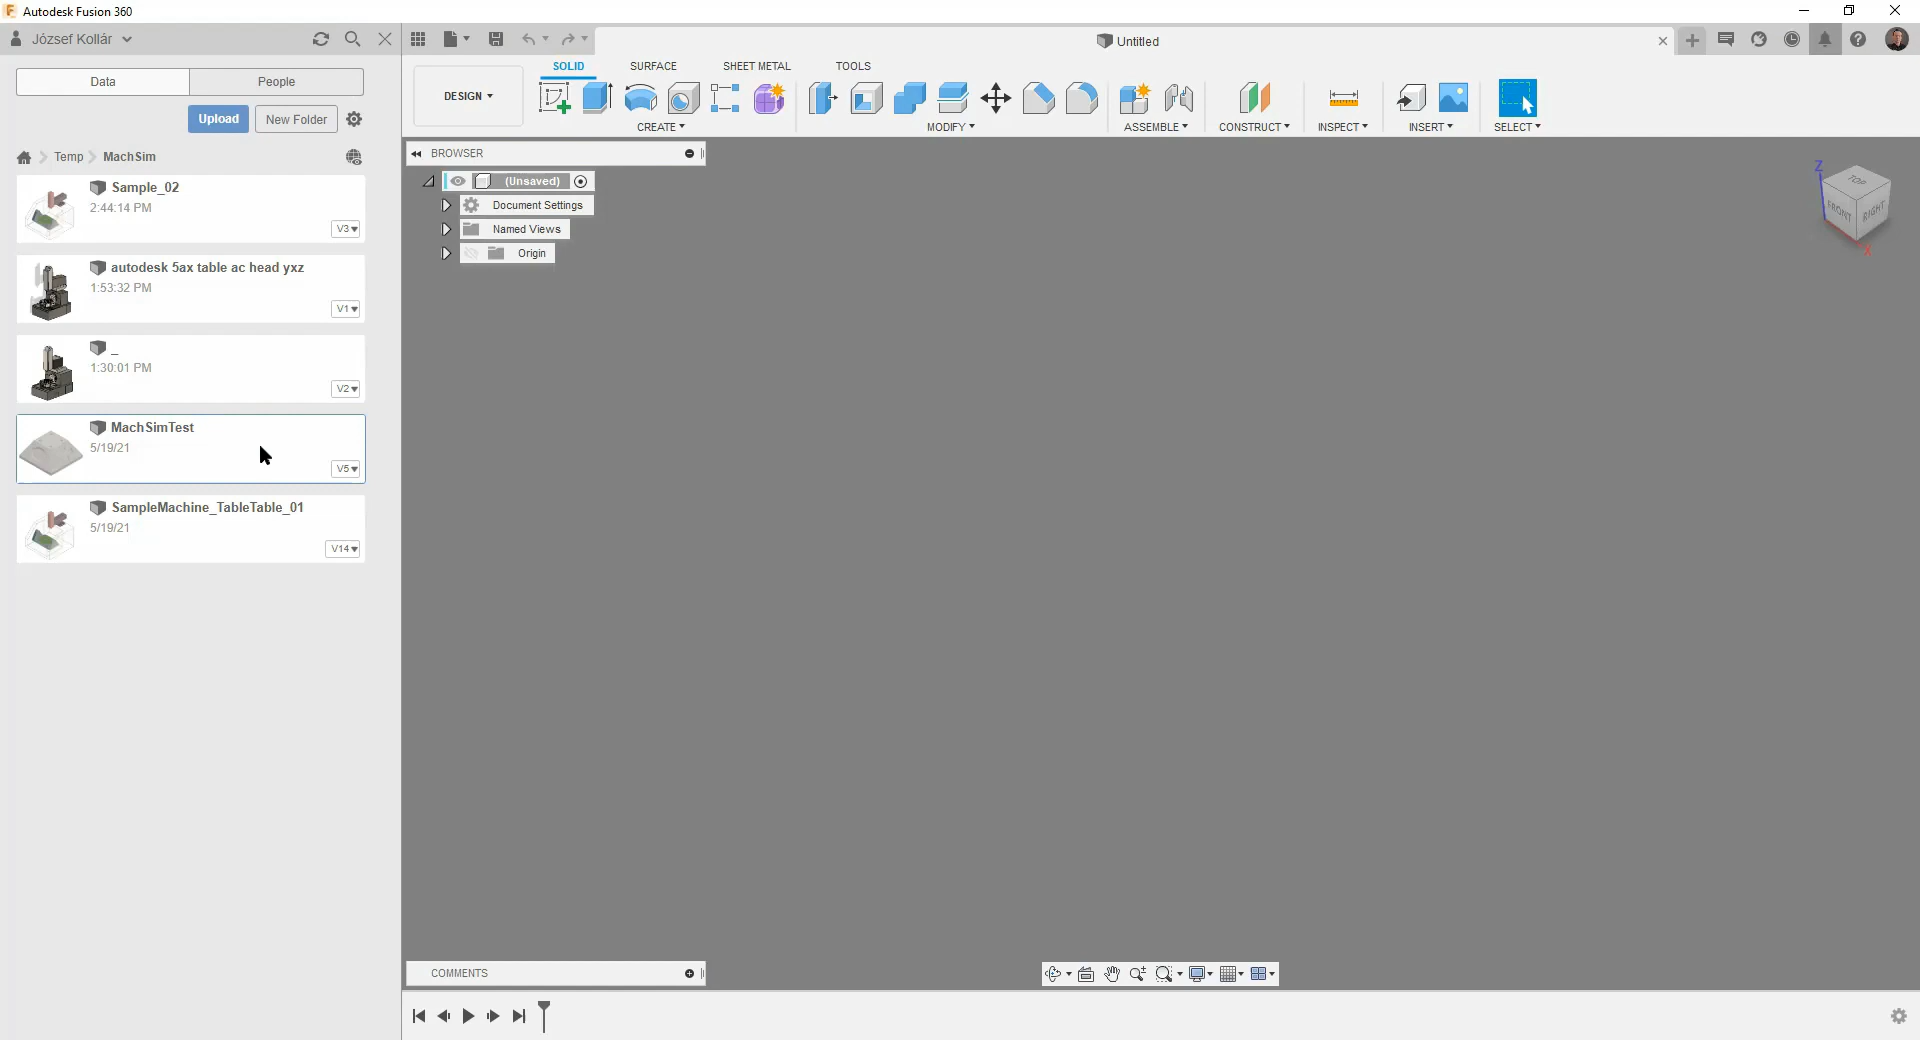 Autodesk Fusion 360
József Kollár
Untitled
Data
People
Upload
New Folder
Temp
MachSim
Sample_02
2:44:14 PM
V3
autodesk 5ax table ac head yxz
1:53:32 PM
V1
_
1:30:01 PM
V2
MachSimTest
5/19/21
V5
SampleMachine_TableTable_01
5/19/21
V14
DESIGN
SOLID
SURFACE
SHEET METAL
TOOLS
CREATE
MODIFY
ASSEMBLE
CONSTRUCT
INSPECT
INSERT
SELECT
BROWSER
(Unsaved)
Document Settings
Named Views
Origin
Z
TOP
FRONT
RIGHT
X
COMMENTS